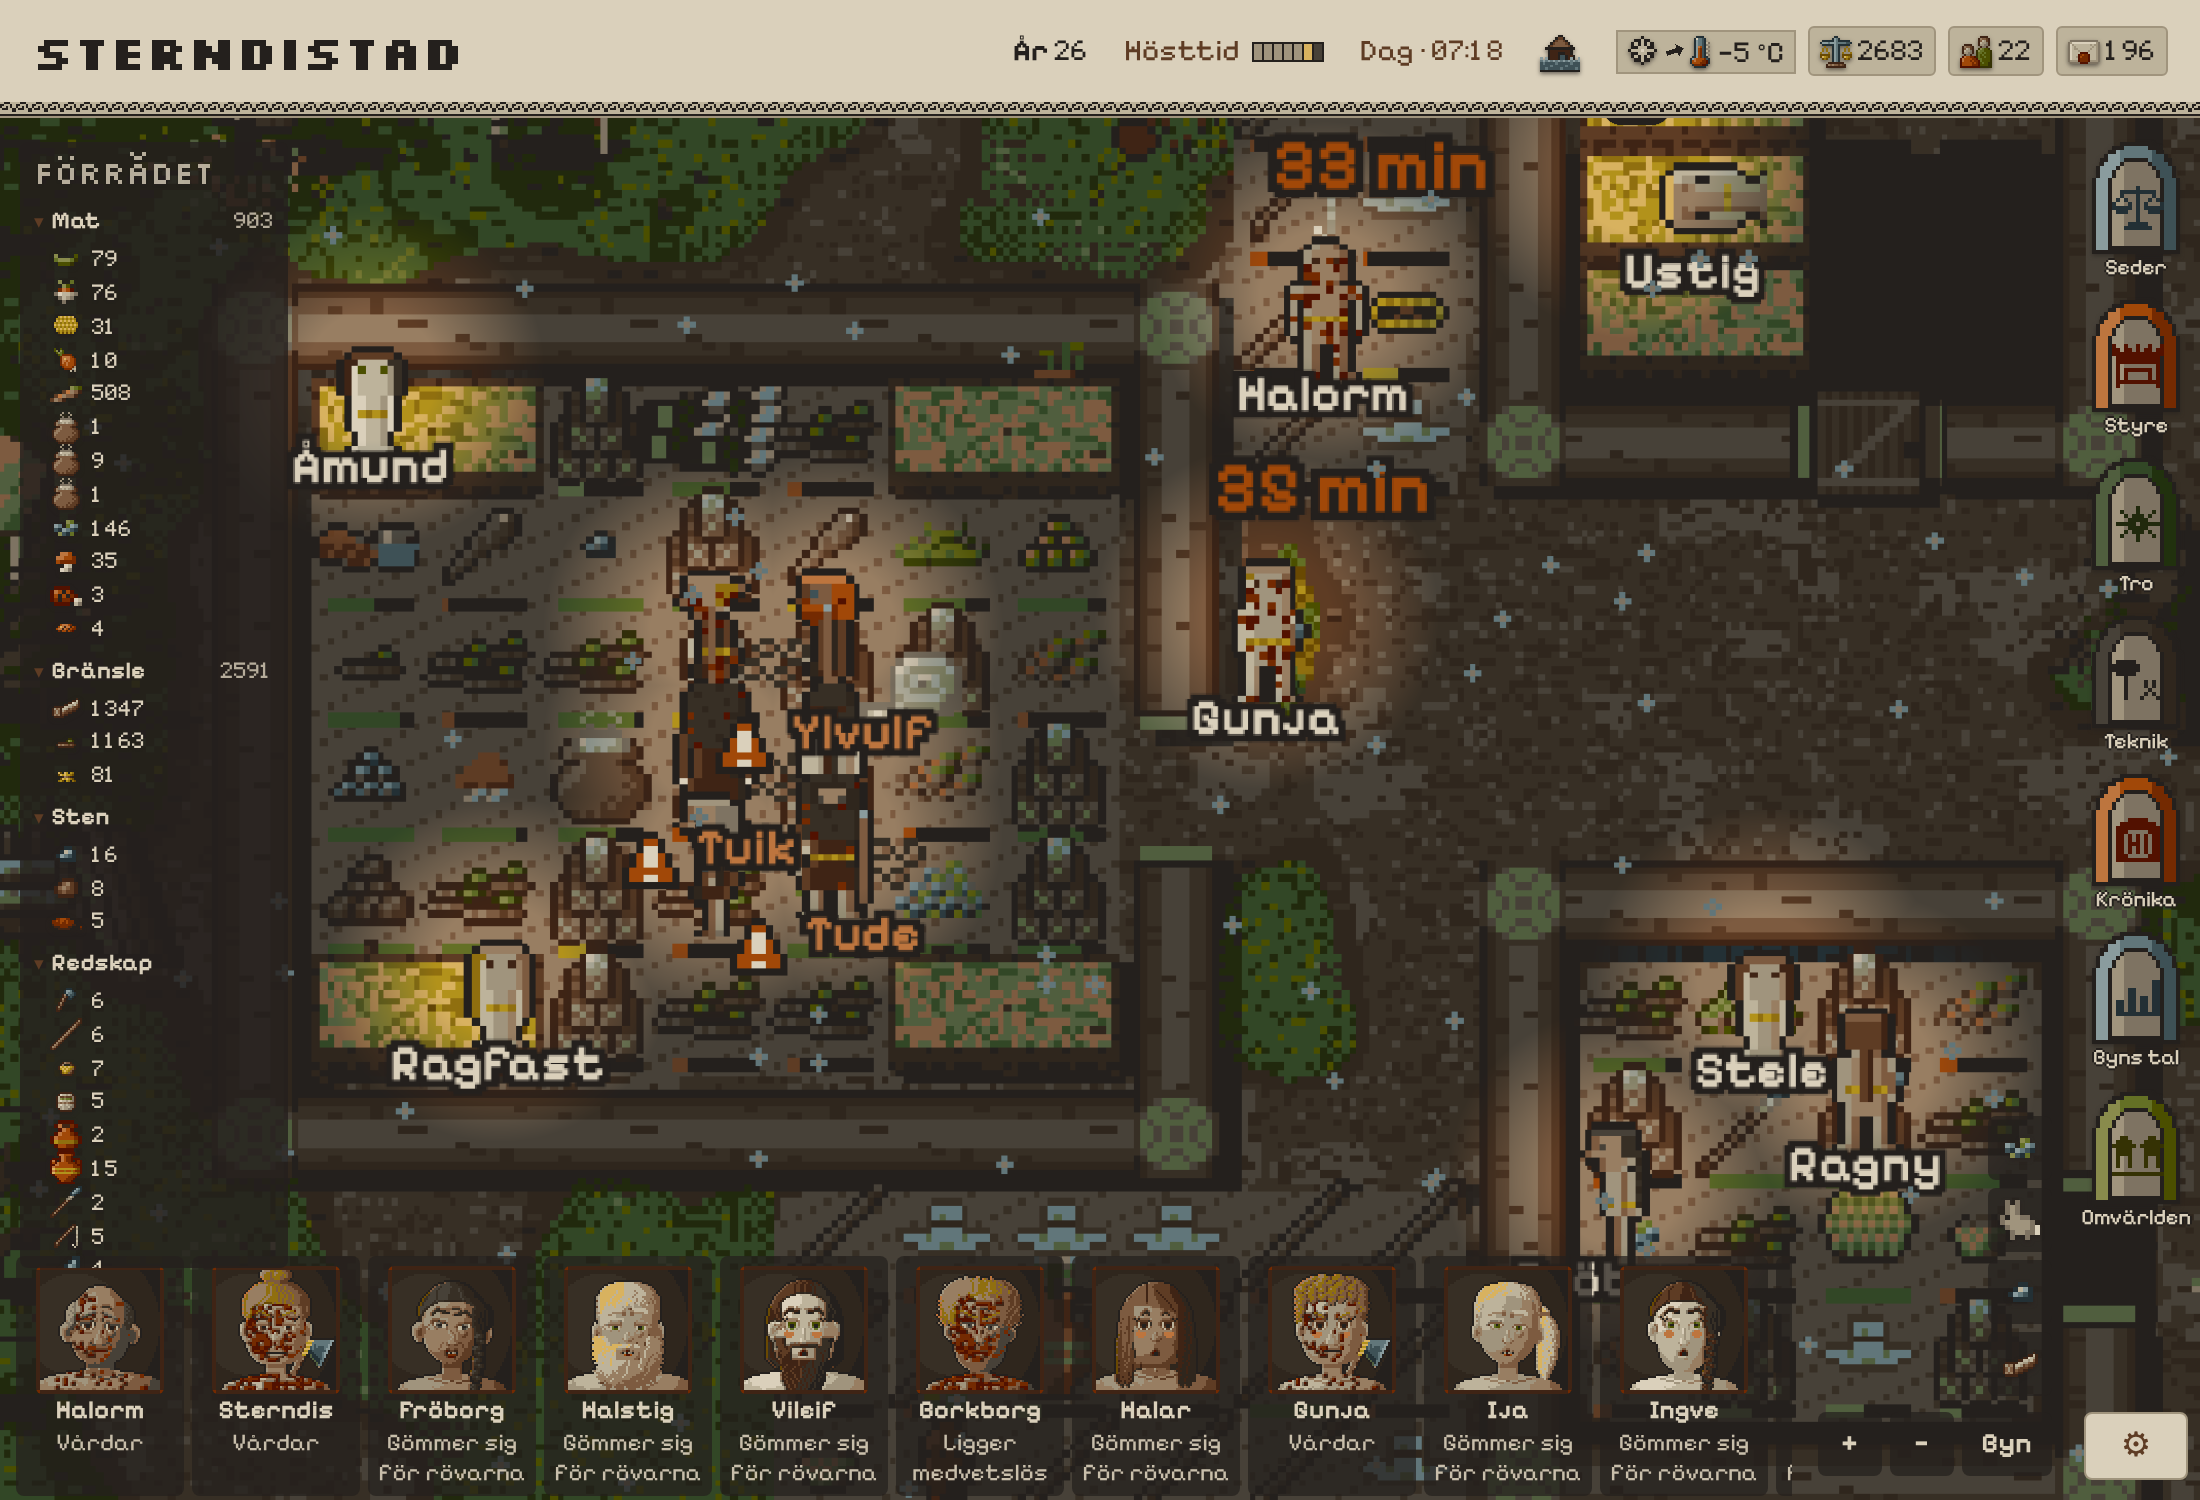 STERNDISTAD
År 26
Hösttid
Dag · 07:18
-5 °C
2683
22
196
FÖRRÅDET
Mat 903
79
76
31
10
508
1
9
1
146
35
3
4
Bränsle 2591
1347
1163
81
Sten
16
8
5
Redskap
6
6
7
5
2
15
2
5
33 min
Halorm
Ustig
Åmund
38 min
Gunja
Ylvulf
Tuik
Tude
Ragfast
Stele
Ragny
Seder
Styre
Tro
Teknik
Krönika
Byns tal
Omvärlden
Halorm
Vårdar
Sterndis
Vårdar
Fröborg
Gömmer sig
för rövarna
Halstig
Gömmer sig
för rövarna
Vileif
Gömmer sig
för rövarna
Borkborg
Ligger
medvetslös
Halar
Gömmer sig
för rövarna
Gunja
Vårdar
Ija
Gömmer sig
för rövarna
Ingve
Gömmer sig
för rövarna
+
-
Byn